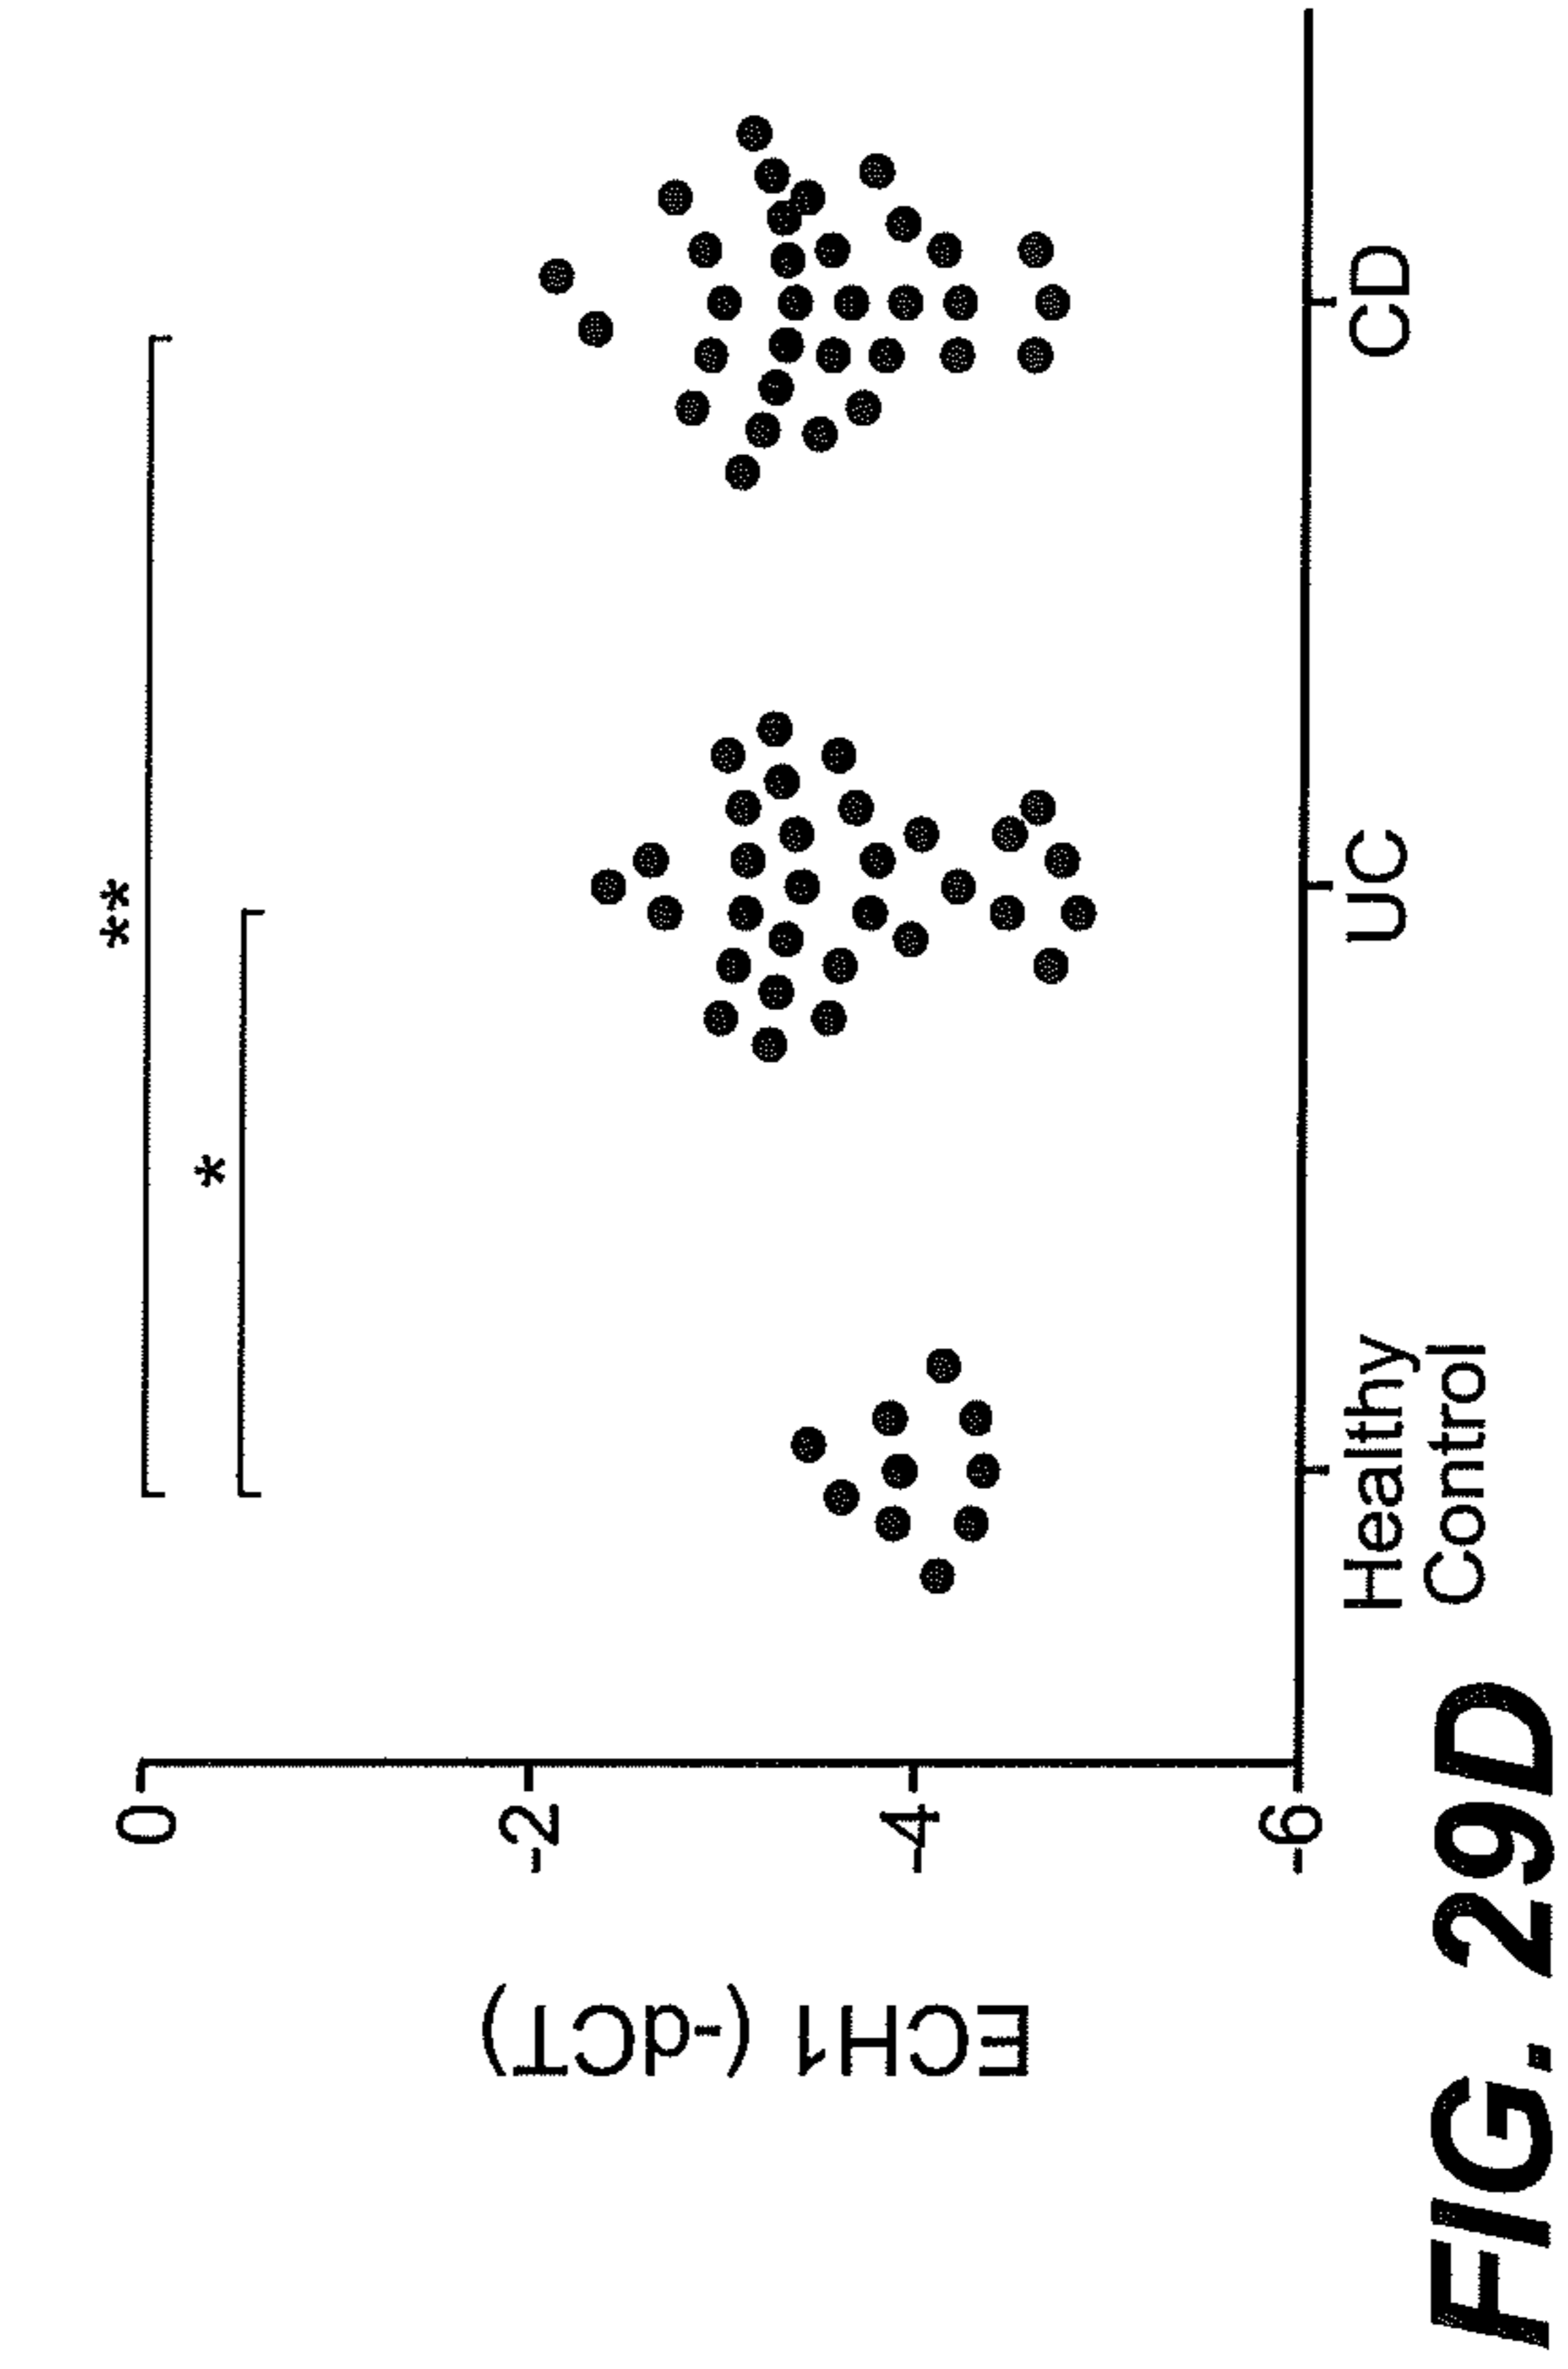 **
*
0
-2
-4
-6
ECH1 (-dCT)
Healthy
Control
UC
CD
FIG. 29D